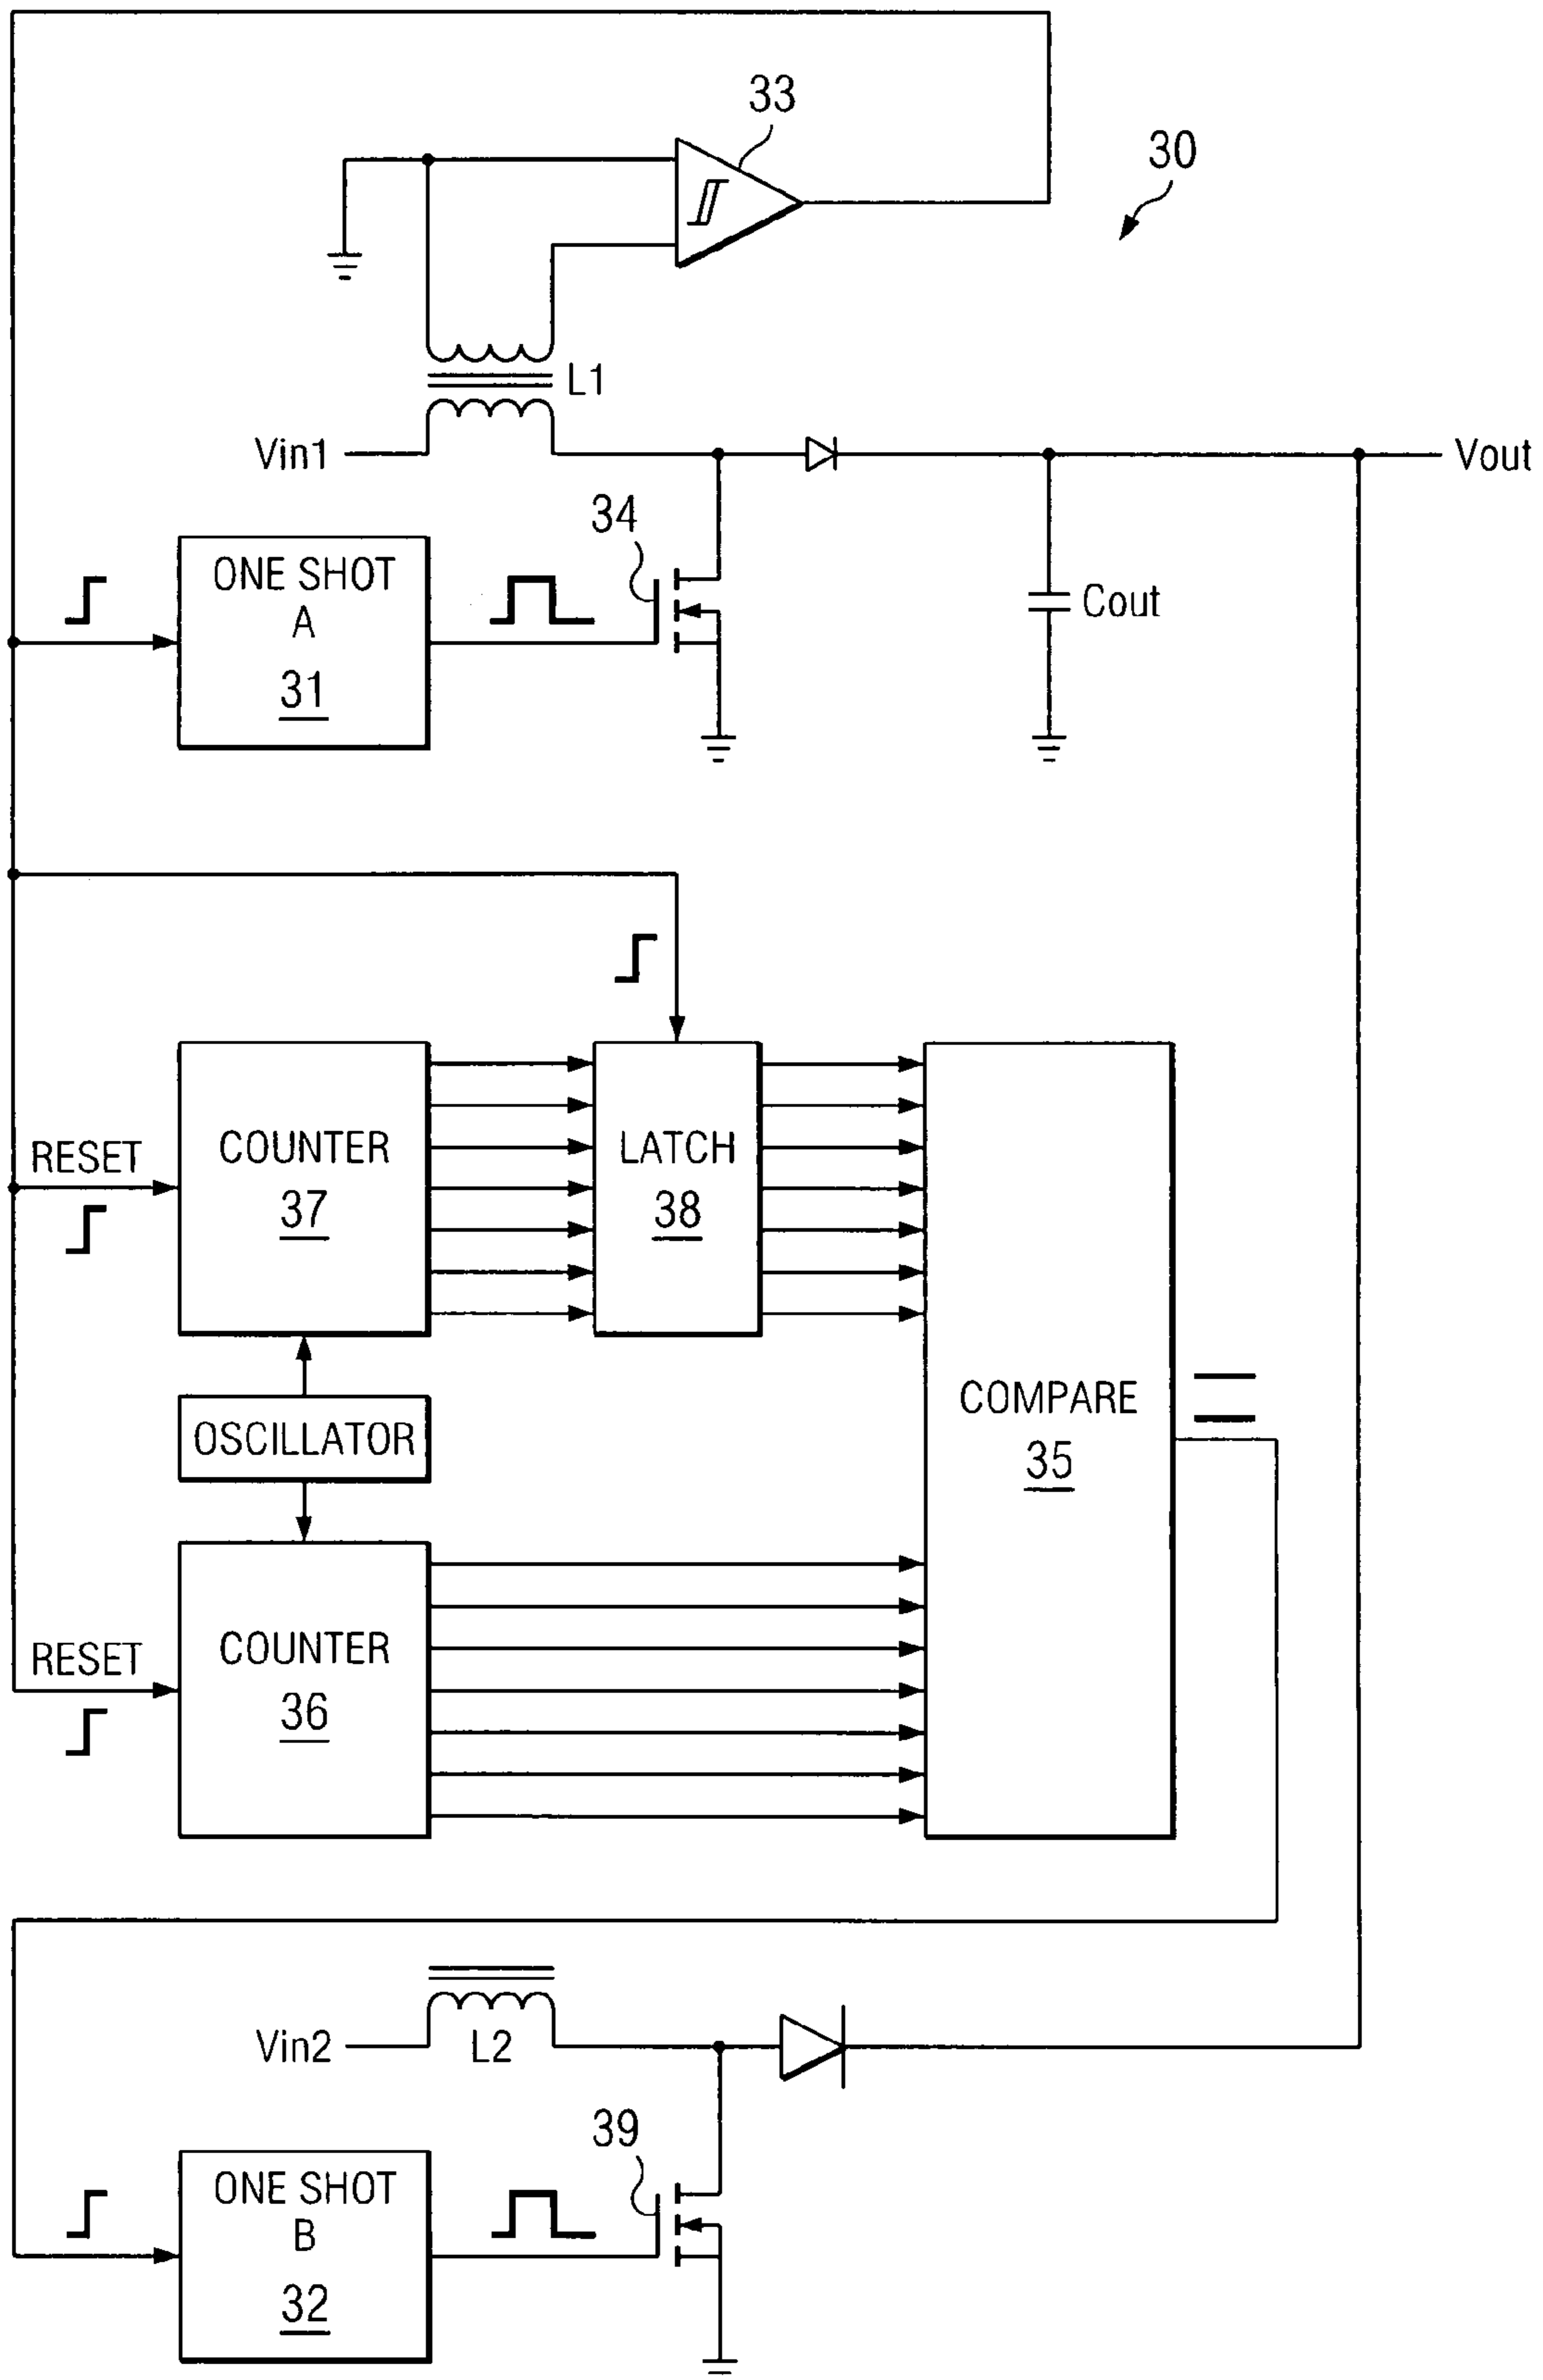 33
30
L1
Vin1
Vout
34
ONE SHOT
A
31
Cout
COUNTER
37
LATCH
38
RESET
COMPARE
35
OSCILLATOR
COUNTER
36
RESET
Vin2
L2
39
ONE SHOT
B
32